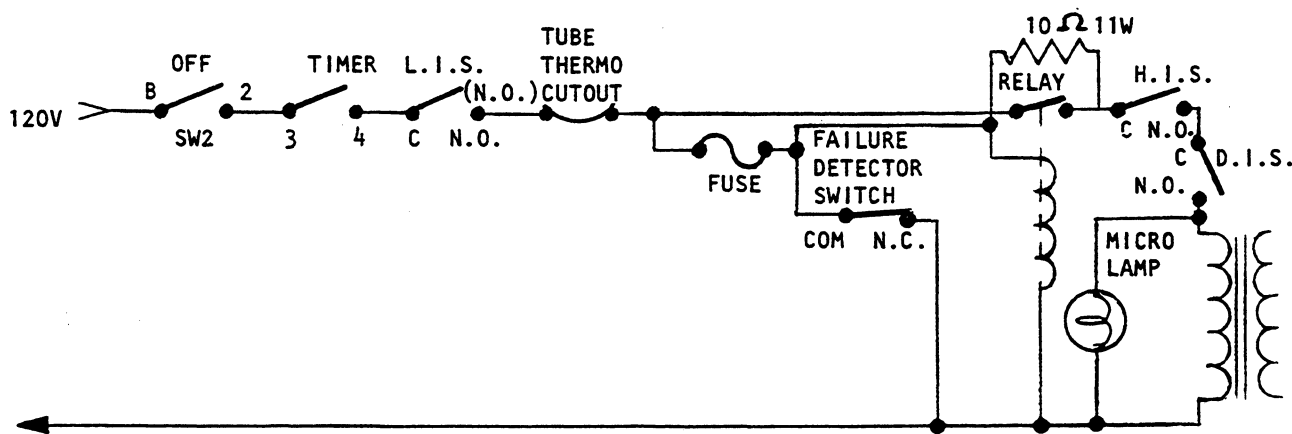 10 Ω 11W
TUBE
THERMO
CUTOUT
OFF
TIMER
L.I.S.
(N.O.)
RELAY
H.I.S.
120V
B
2
SW2
3
4
C
N.O.
C N.O.
FUSE
FAILURE
DETECTOR
SWITCH
C
D.I.S.
N.O.
COM
N.C.
MICRO
LAMP